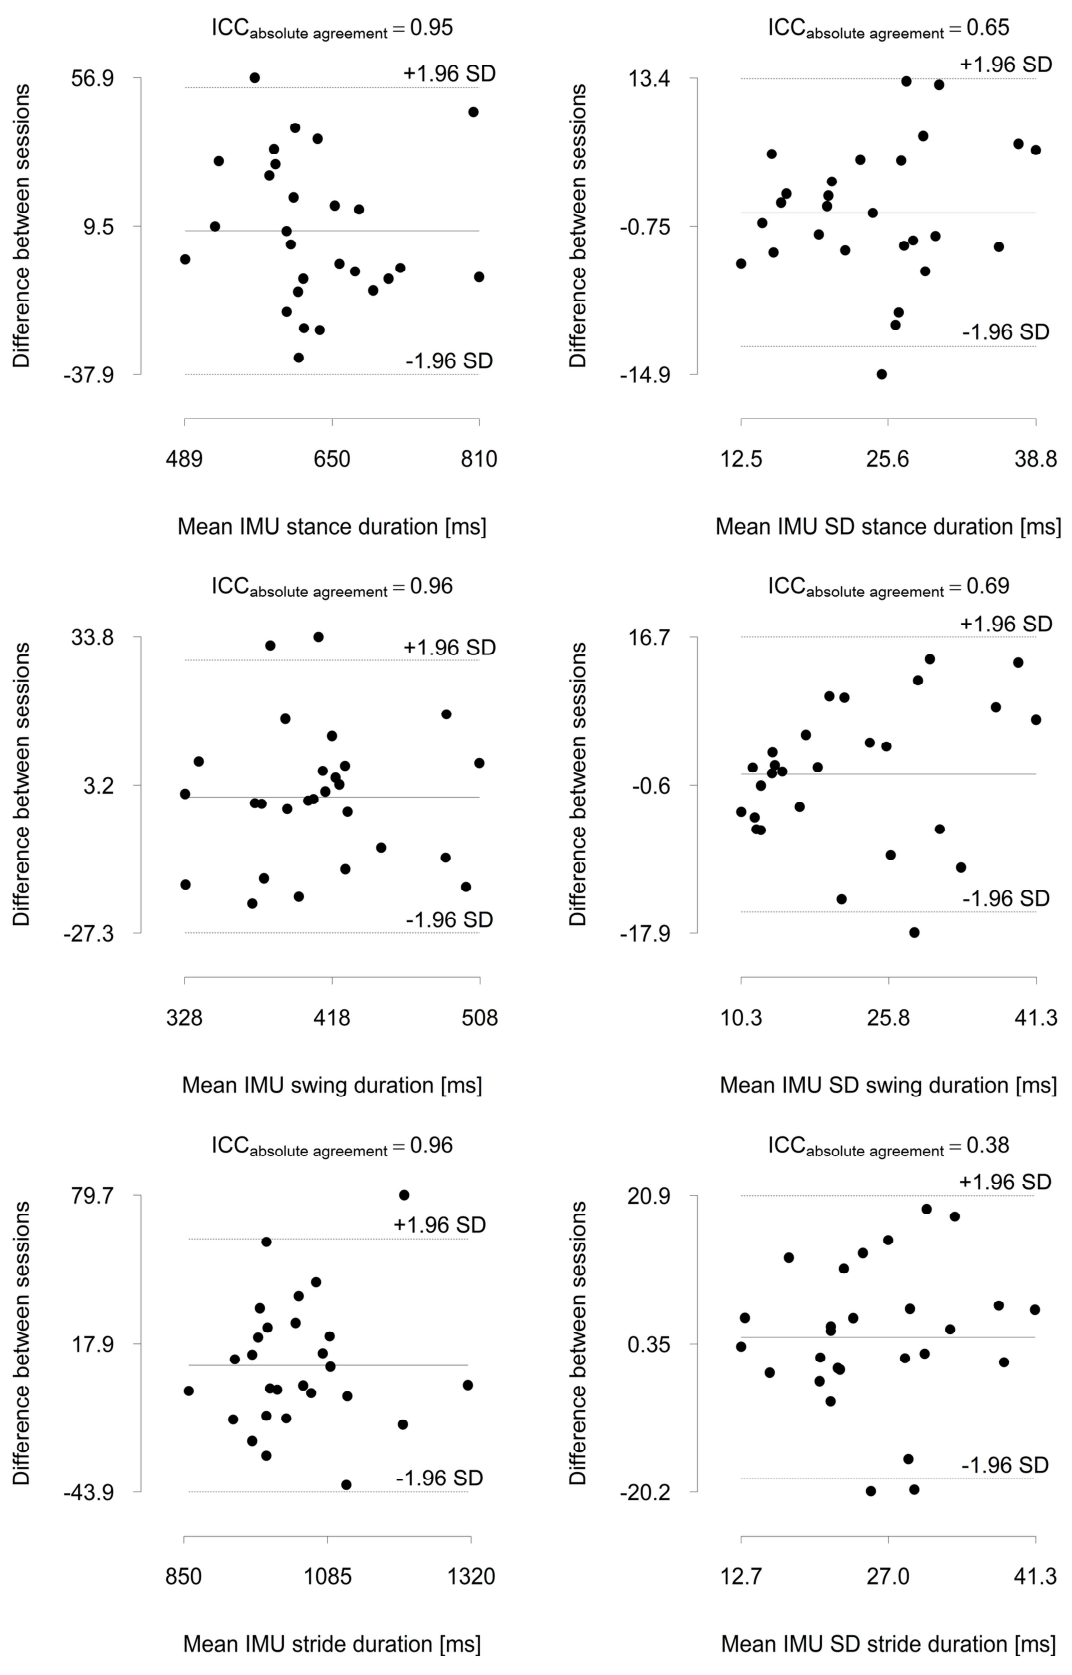 ICCabsolute agreement = 0.95
Difference between sessions
56.9
9.5
-37.9
+1.96 SD
-1.96 SD
489 650 810
Mean IMU stance duration [ms]
ICCabsolute agreement = 0.65
Difference between sessions
13.4
-0.75
-14.9
+1.96 SD
-1.96 SD
12.5 25.6 38.8
Mean IMU SD stance duration [ms]
ICCabsolute agreement = 0.96
Difference between sessions
33.8
3.2
-27.3
+1.96 SD
-1.96 SD
328 418 508
Mean IMU swing duration [ms]
ICCabsolute agreement = 0.69
Difference between sessions
16.7
-0.6
-17.9
+1.96 SD
-1.96 SD
10.3 25.8 41.3
Mean IMU SD swing duration [ms]
ICCabsolute agreement = 0.96
Difference between sessions
79.7
17.9
-43.9
+1.96 SD
-1.96 SD
850 1085 1320
Mean IMU stride duration [ms]
ICCabsolute agreement = 0.38
Difference between sessions
20.9
0.35
-20.2
+1.96 SD
-1.96 SD
12.7 27.0 41.3
Mean IMU SD stride duration [ms]